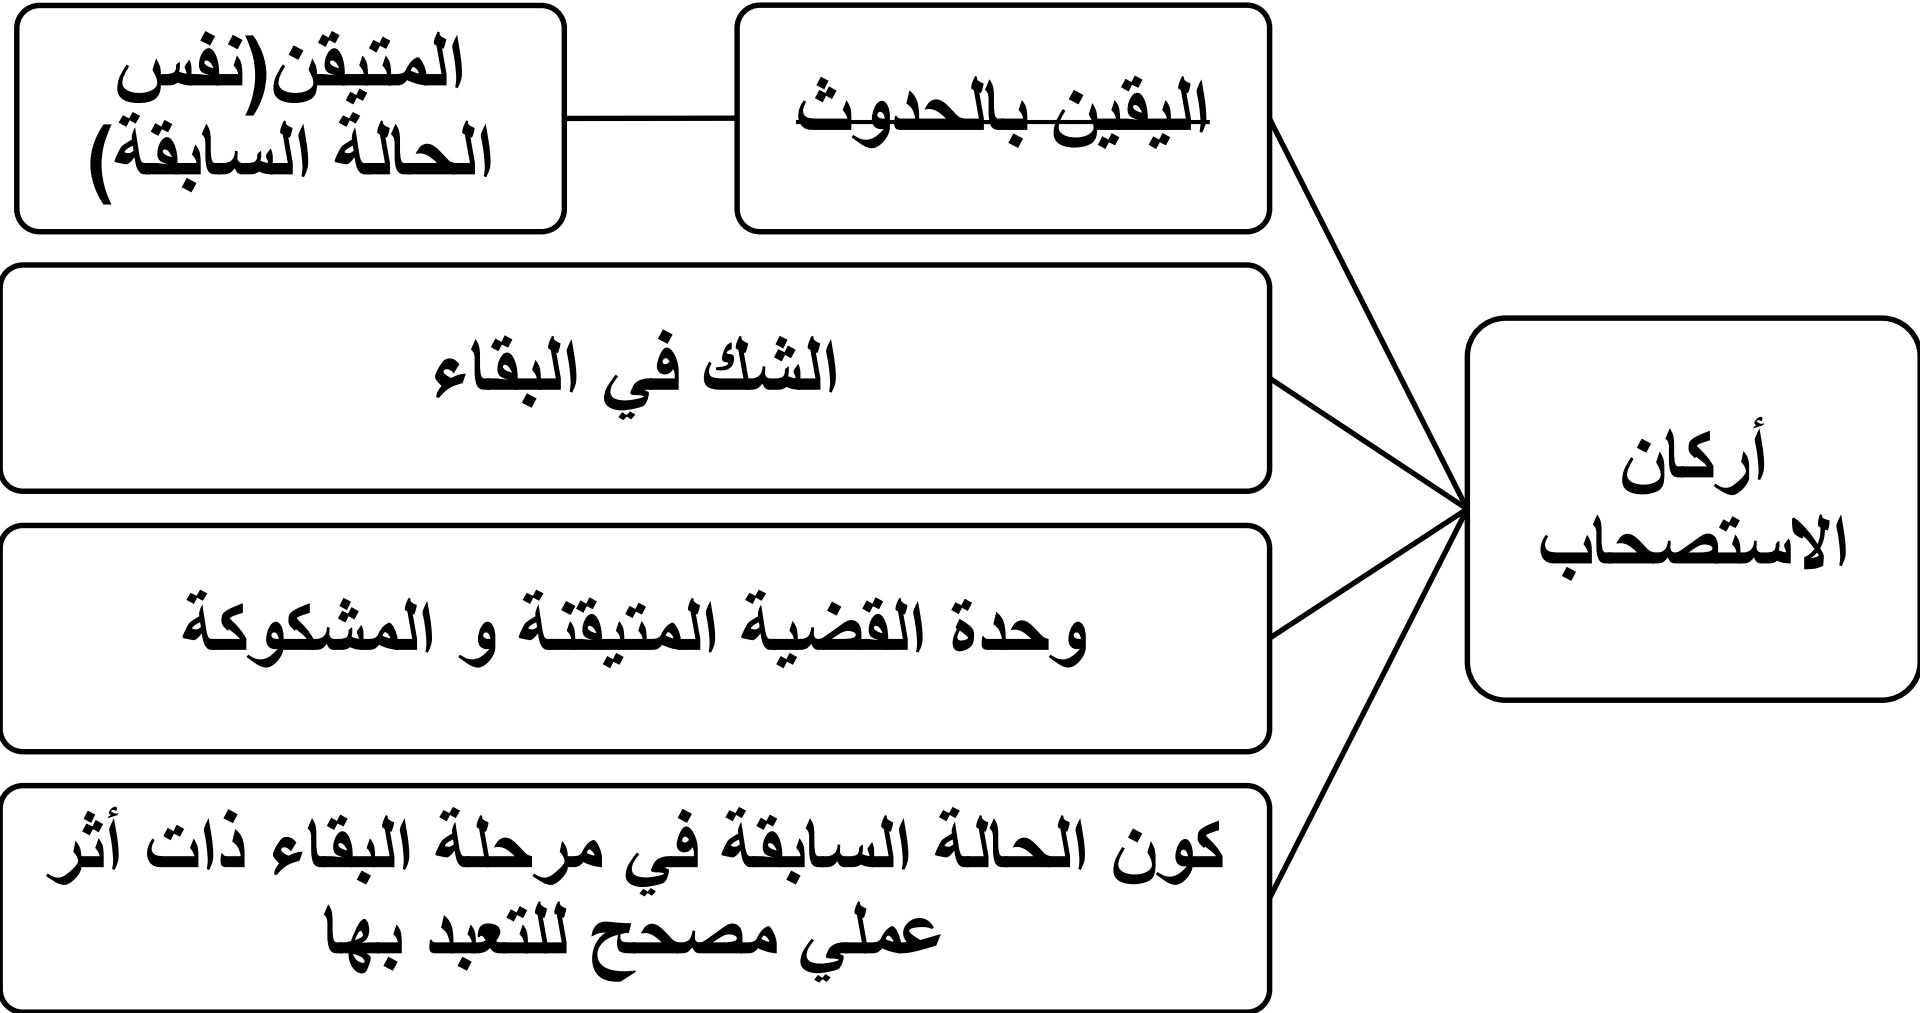 أركان
الاستصحاب
اليقين بالحدوث
المتيقن(نفس
الحالة السابقة)
الشك في البقاء
وحدة القضية المتيقنة و المشكوكة
كون الحالة السابقة في مرحلة البقاء ذات أثر
عملي مصحح للتعبد بها